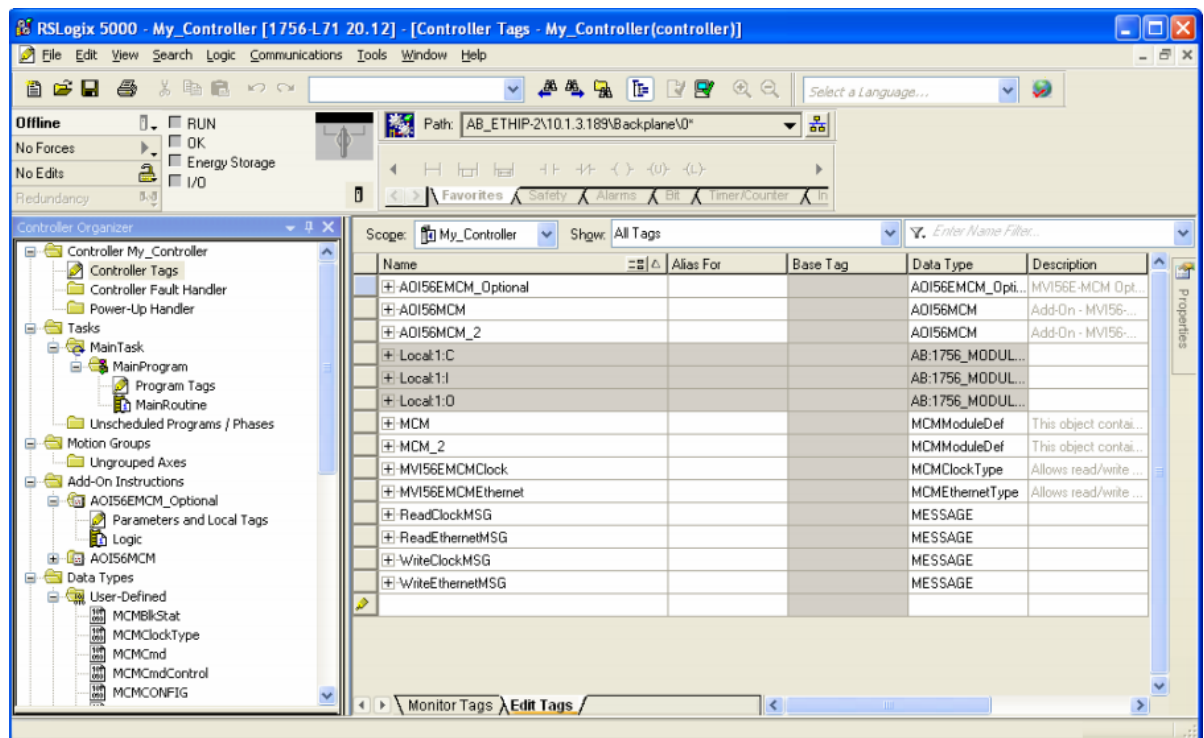 RSLogix 5000 - My_Controller [1756-L71 20.12] - [Controller Tags - My_Controller(controller)]
File Edit View Search Logic Communications Tools Window Help
Select a Language...
Offline
RUN
No Forces
OK
No Edits
Energy Storage
Redundancy
I/O
Path: AB_ETHIP-2\10.1.3.189\Backplane\0*
Favorites Safety Alarms Bit Timer/Counter In
Controller Organizer
Controller My_Controller
Controller Tags
Controller Fault Handler
Power-Up Handler
Tasks
MainTask
MainProgram
Program Tags
MainRoutine
Unscheduled Programs / Phases
Motion Groups
Ungrouped Axes
Add-On Instructions
AOI56EMCM_Optional
Parameters and Local Tags
Logic
AOI56MCM
Data Types
User-Defined
MCMBlkStat
MCMClockType
MCMCmd
MCMCmdControl
MCMCONFIG
Scope: My_Controller Show: All Tags Enter Name Filter...
Name Alias For Base Tag Data Type Description
AOI56EMCM_Optional AOI56EMCM_Opti... MVI56E-MCM Opt...
AOI56MCM AOI56MCM Add-On - MVI56-...
AOI56MCM_2 AOI56MCM Add-On - MVI56-...
Local:1:C AB:1756_MODUL...
Local:1:I AB:1756_MODUL...
Local:1:O AB:1756_MODUL...
MCM MCMModuleDef This object contai...
MCM_2 MCMModuleDef This object contai...
MVI56EMCMClock MCMClockType Allows read/write ...
MVI56EMCMEthernet MCMEthernetType Allows read/write ...
ReadClockMSG MESSAGE
ReadEthernetMSG MESSAGE
WriteClockMSG MESSAGE
WriteEthernetMSG MESSAGE
Monitor Tags Edit Tags
Properties